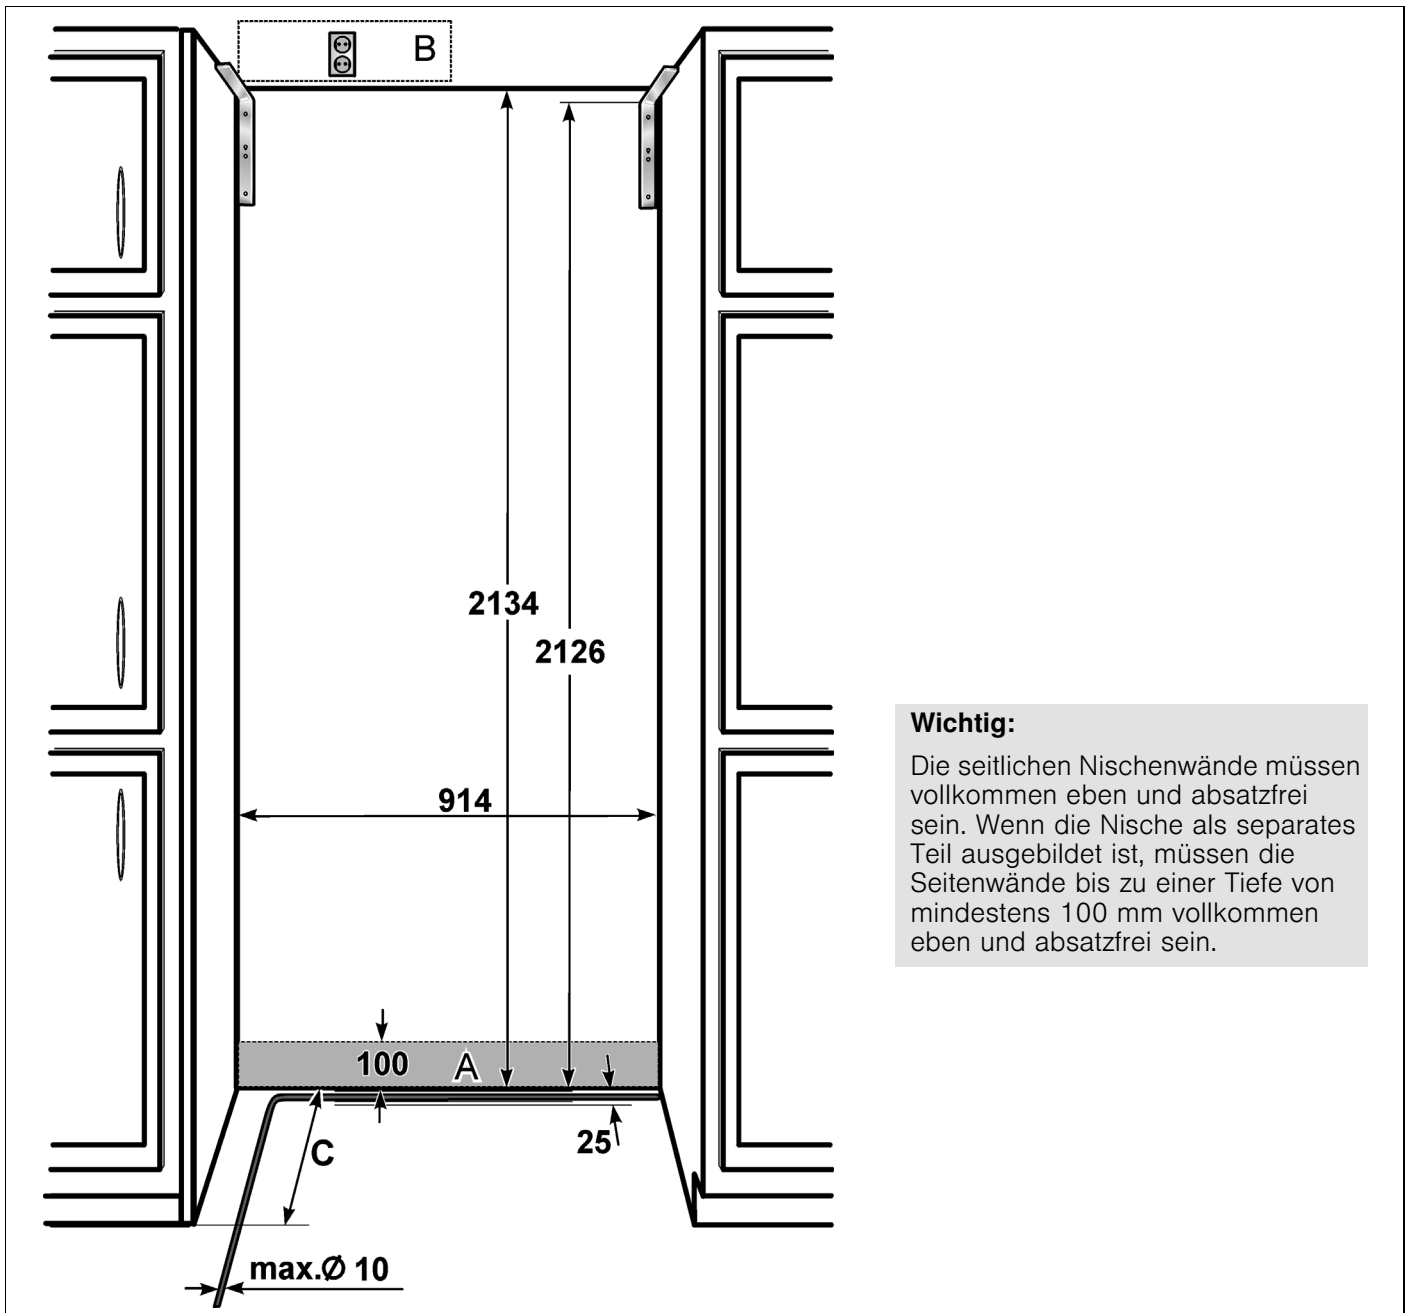 B
2134
2126
914
Wichtig:
Die seitlichen Nischenwände müssen
vollkommen eben und absatzfrei
sein. Wenn die Nische als separates
Teil ausgebildet ist, müssen die
Seitenwände bis zu einer Tiefe von
mindestens 100 mm vollkommen
eben und absatzfrei sein.
100 A
25
C
max.Ø 10